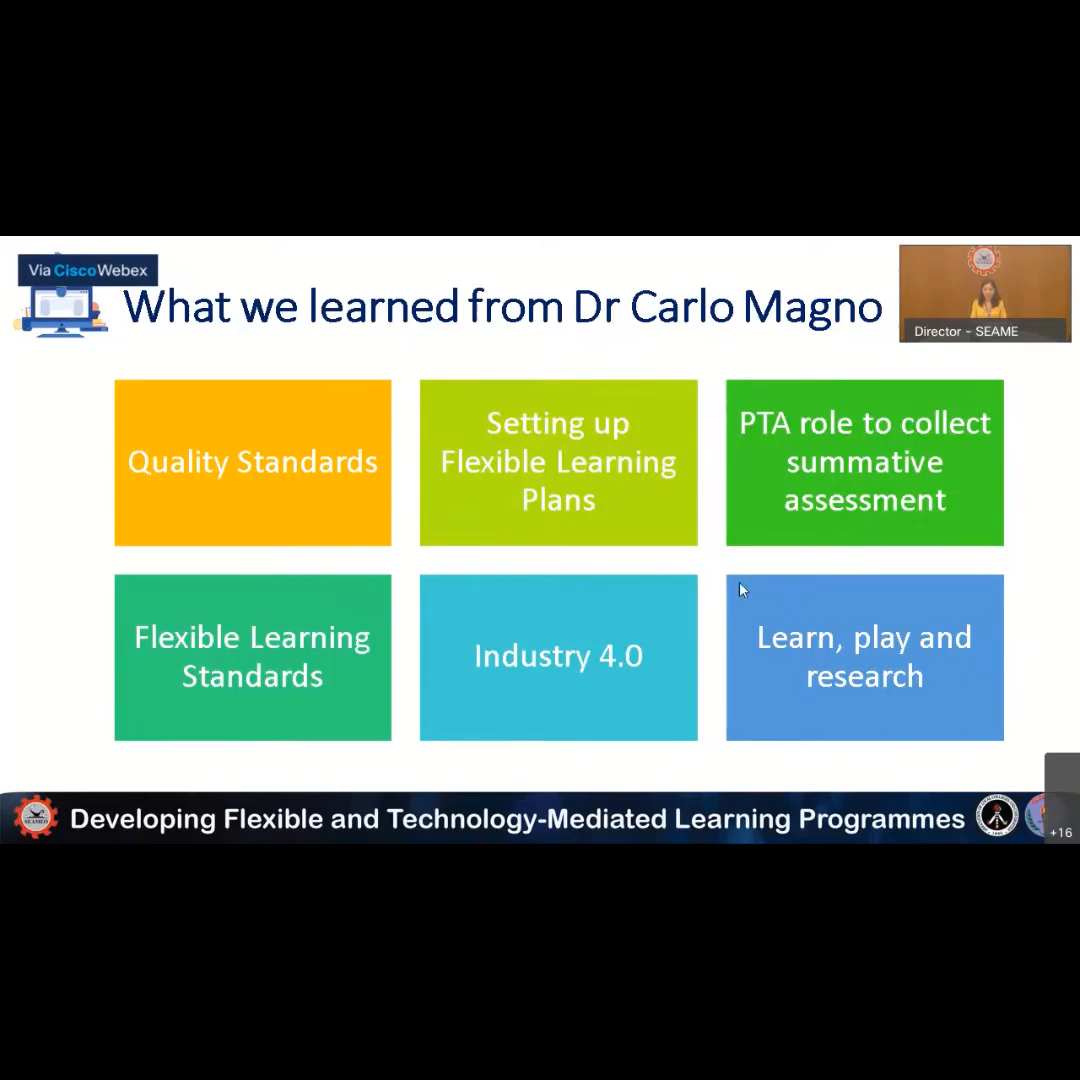 Via CiscoWebex
What we learned from Dr Carlo Magno
Director - SEAME
Quality Standards
Setting up
Flexible Learning
Plans
PTA role to collect
summative
assessment
Flexible Learning
Standards
Industry 4.0
Learn, play and
research
SEAMEO
Developing Flexible and Technology-Mediated Learning Programmes
+16